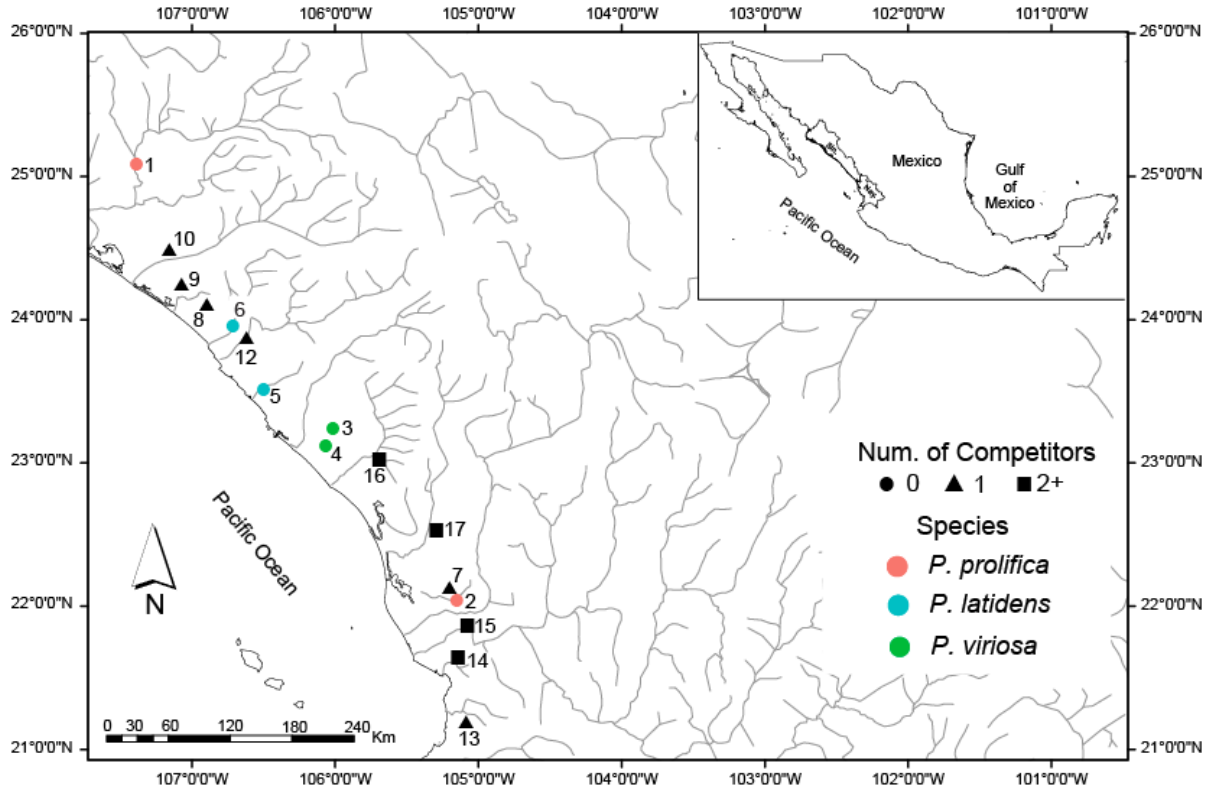 107°0'0"W 106°0'0"W 105°0'0"W 104°0'0"W 103°0'0"W 102°0'0"W 101°0'0"W
26°0'0"N 26°0'0"N
Mexico
Gulf
of
Mexico
Pacific Ocean
1
25°0'0"N 25°0'0"N
10
9
8
6
24°0'0"N 24°0'0"N
12
5
3
4
23°0'0"N 23°0'0"N
16
17
Num. of Competitors
0 1 2+
Species
P. prolifica
P. latidens
P. viriosa
Pacific Ocean
N
7
2
22°0'0"N 22°0'0"N
15
14
13
0 30 60 120 180 240 Km
21°0'0"N 21°0'0"N
107°0'0"W 106°0'0"W 105°0'0"W 104°0'0"W 103°0'0"W 102°0'0"W 101°0'0"W